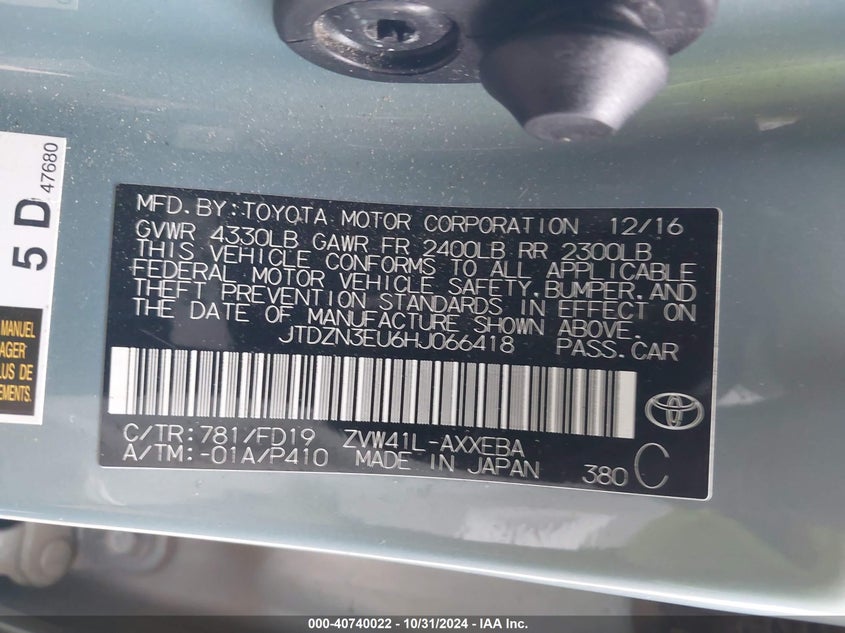 5 D 47680
MANUEL
AGER
LUS DE
EMENTS.
MFD. BY: TOYOTA MOTOR CORPORATION 12/16
GVWR 4330LB GAWR FR 2400LB RR 2300LB
THIS VEHICLE CONFORMS TO ALL APPLICABLE
FEDERAL MOTOR VEHICLE SAFETY, BUMPER, AND
THEFT PREVENTION STANDARDS IN EFFECT ON
THE DATE OF MANUFACTURE SHOWN ABOVE.
JTDZN3EU6HJ066418 PASS. CAR
C/TR: 781/FD19 ZVW41L-AXXEBA
A/TM: -01A/P410 MADE IN JAPAN 380 C
000-40740022 - 10/31/2024 - IAA Inc.